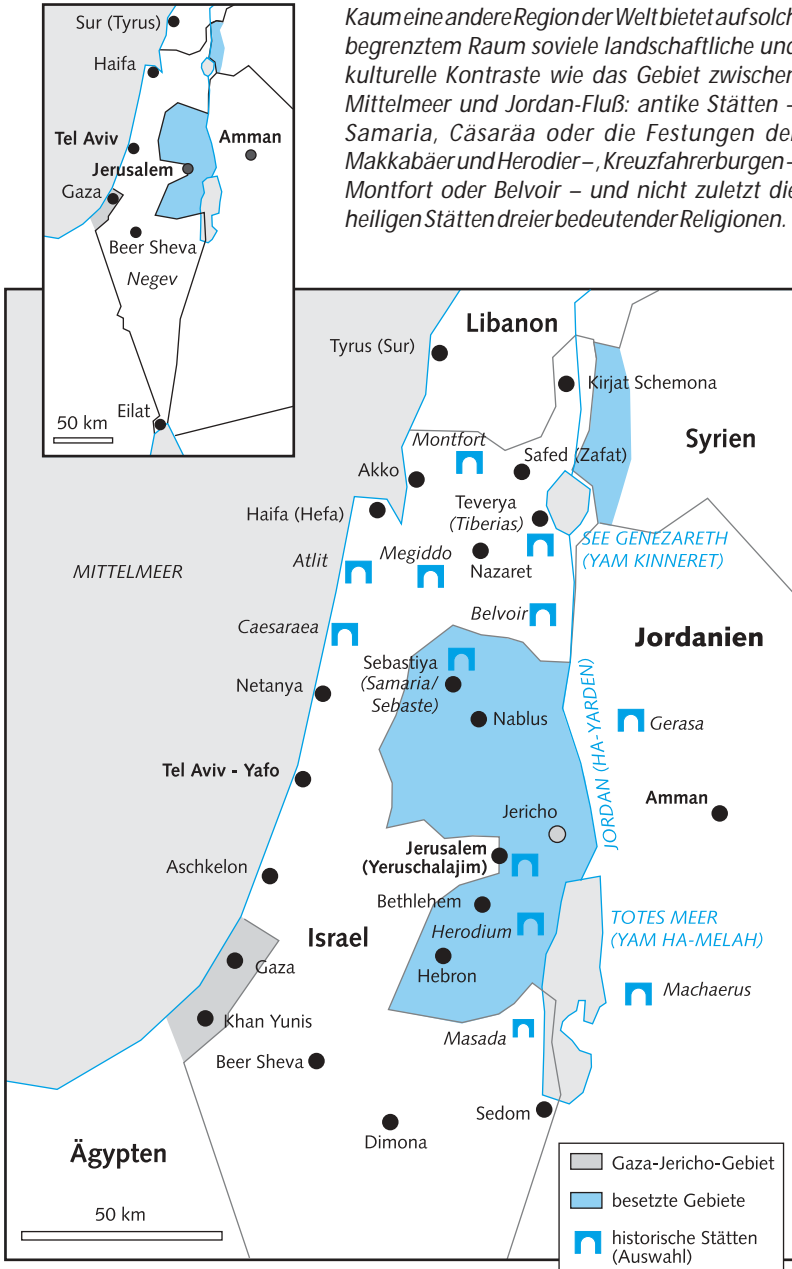 Kaum eine andere Region der Welt bietet auf solch
begrenztem Raum soviele landschaftliche und
kulturelle Kontraste wie das Gebiet zwischen
Mittelmeer und Jordan-Fluß: antike Stätten –
Samaria, Cäsaräa oder die Festungen der
Makkabäer und Herodier –, Kreuzfahrerburgen –
Montfort oder Belvoir – und nicht zuletzt die
heiligen Stätten dreier bedeutender Religionen.
Sur (Tyrus)
Haifa
Tel Aviv
Amman
Jerusalem
Gaza
Beer Sheva
Negev
Eilat
50 km
Libanon
Tyrus (Sur)
Kirjat Schemona
Syrien
Montfort
Safed (Zafat)
Akko
Teverya
(Tiberias)
Haifa (Hefa)
SEE GENEZARETH
(YAM KINNERET)
MITTELMEER
Atlit
Megiddo
Nazaret
Belvoir
Caesaraea
Jordanien
Sebastiya
(Samaria/
Sebaste)
Netanya
Nablus
JORDAN (HA-YARDEN)
Gerasa
Tel Aviv - Yafo
Amman
Jericho
Jerusalem
(Yeruschalajim)
Aschkelon
Bethlehem
TOTES MEER
(YAM HA-MELAH)
Israel
Herodium
Gaza
Hebron
Machaerus
Khan Yunis
Masada
Beer Sheva
Sedom
Dimona
Ägypten
50 km
Gaza-Jericho-Gebiet
besetzte Gebiete
historische Stätten
(Auswahl)